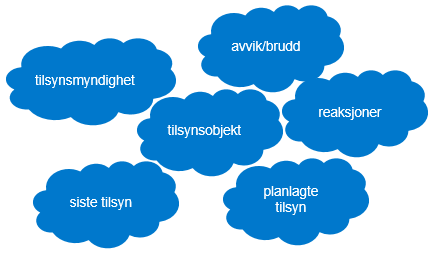 avvik/brudd
tilsynsmyndighet
reaksjoner
tilsynsobjekt
siste tilsyn
planlagte
tilsyn